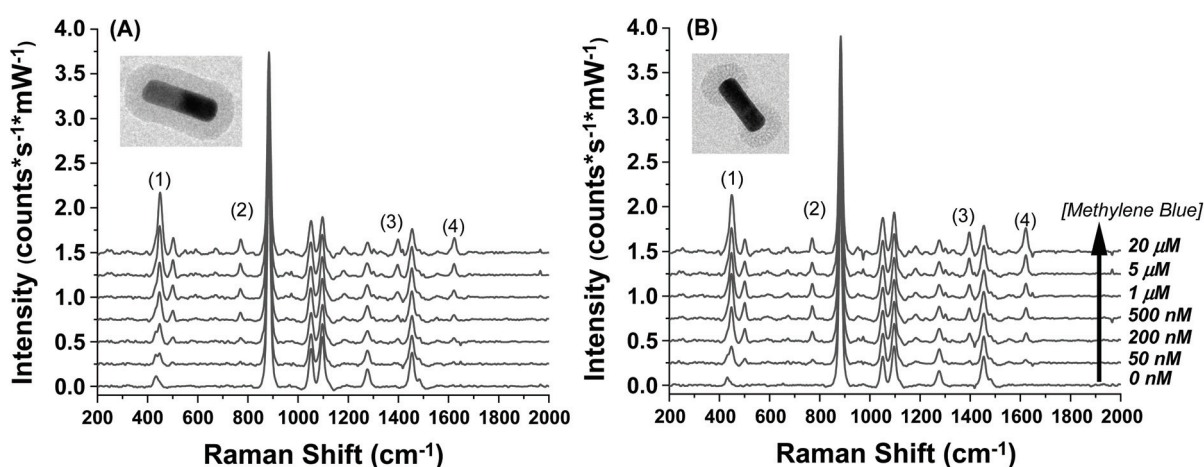 (A)
Intensity (counts*s-1*mW-1)
4.0
3.5
3.0
2.5
2.0
1.5
1.0
0.5
0.0
(1)
(2)
(3)
(4)
200 400 600 800 1000 1200 1400 1600 1800 2000
Raman Shift (cm-1)
(B)
Intensity (counts*s-1*mW-1)
4.0
3.5
3.0
2.5
2.0
1.5
1.0
0.5
0.0
(1)
(2)
(3)
(4)
200 400 600 800 1000 1200 1400 1600 1800 2000
Raman Shift (cm-1)
[Methylene Blue]
20 μM
5 μM
1 μM
500 nM
200 nM
50 nM
0 nM